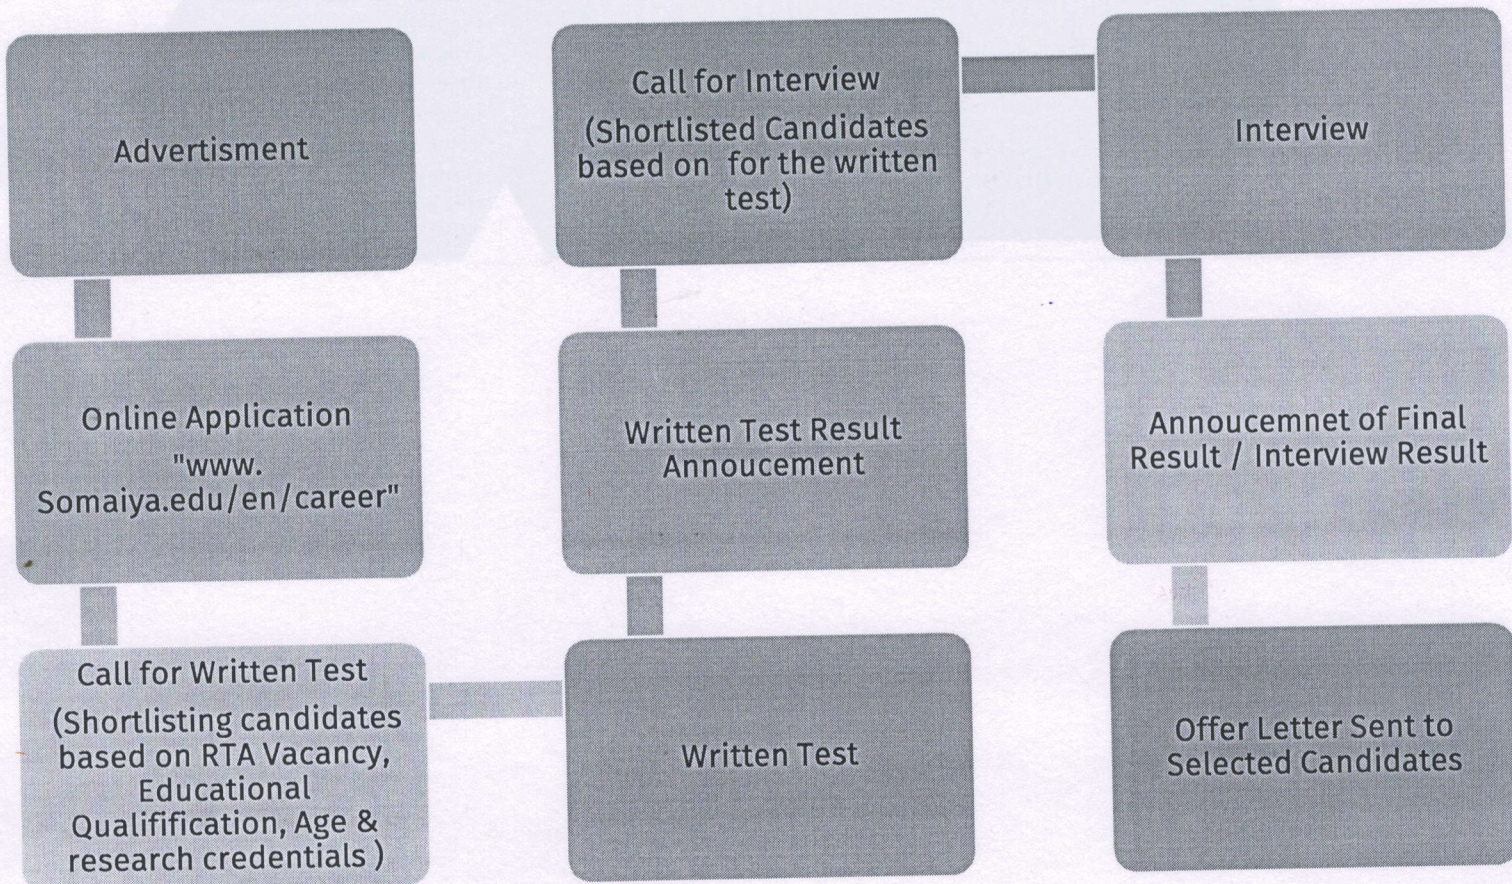 Advertisment
Online Application
"www.
Somaiya.edu/en/career"
Call for Written Test
(Shortlisting candidates
based on RTA Vacancy,
Educational
Qualifification, Age &
research credentials )
Written Test
Written Test Result
Annoucement
Call for Interview
(Shortlisted Candidates
based on  for the written
test)
Interview
Annoucemnet of Final
Result / Interview Result
Offer Letter Sent to
Selected Candidates